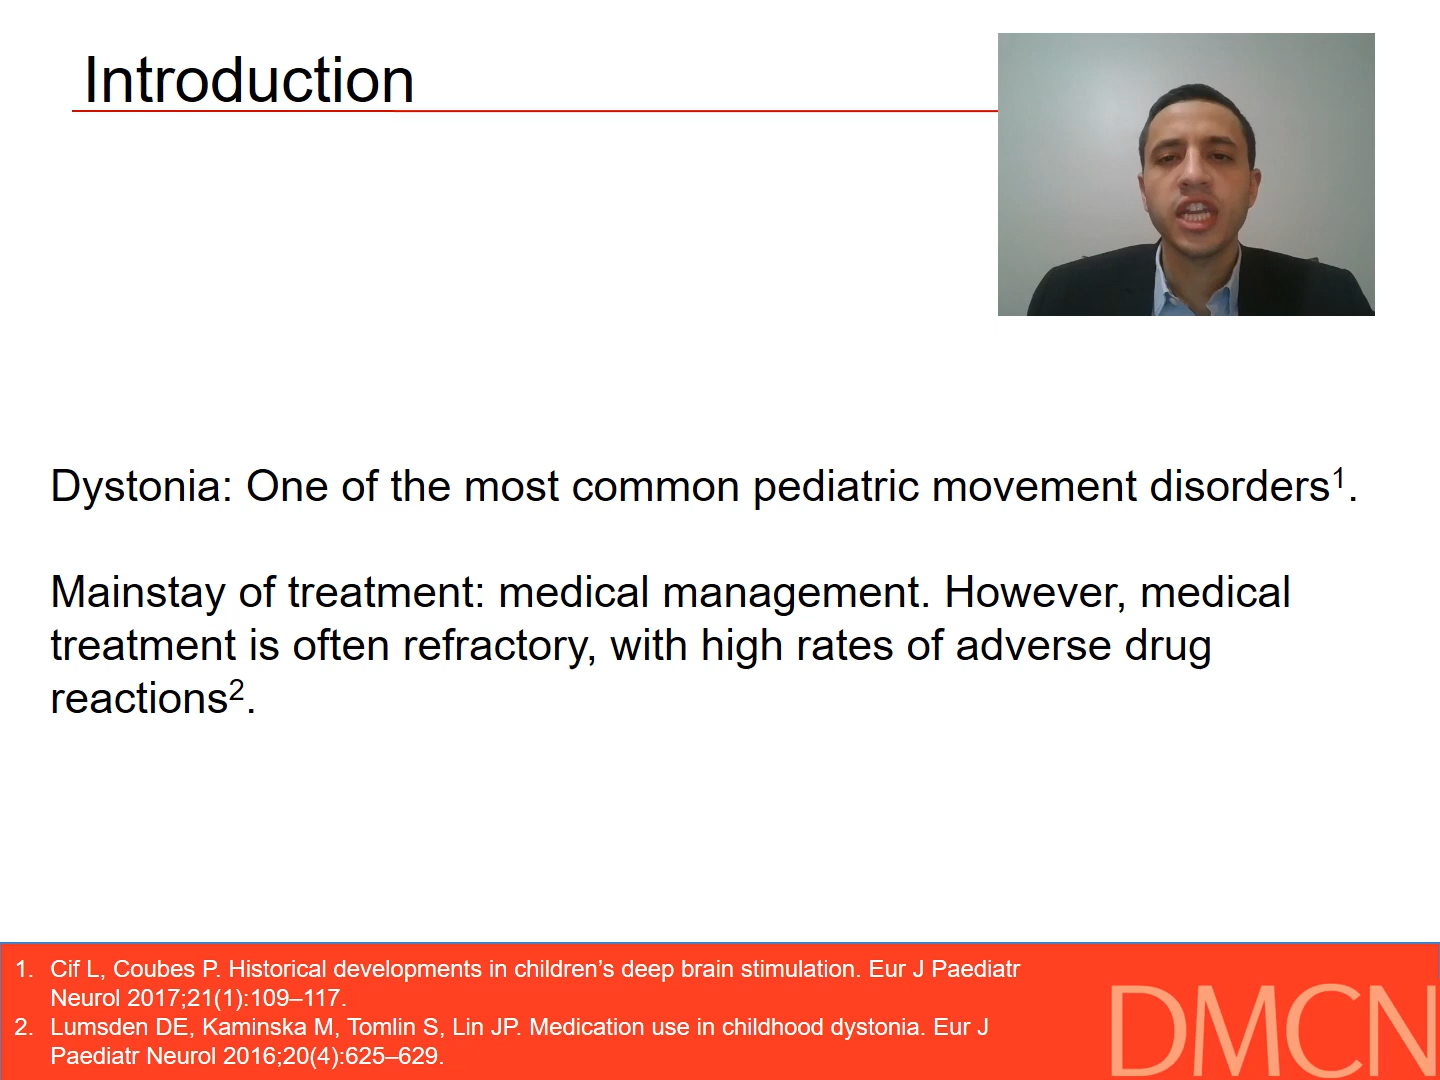 Introduction
Dystonia: One of the most common pediatric movement disorders¹.
Mainstay of treatment: medical management. However, medical
treatment is often refractory, with high rates of adverse drug
reactions².
1. Cif L, Coubes P. Historical developments in children’s deep brain stimulation. Eur J Paediatr
Neurol 2017;21(1):109–117.
2. Lumsden DE, Kaminska M, Tomlin S, Lin JP. Medication use in childhood dystonia. Eur J
Paediatr Neurol 2016;20(4):625–629.
DMCN